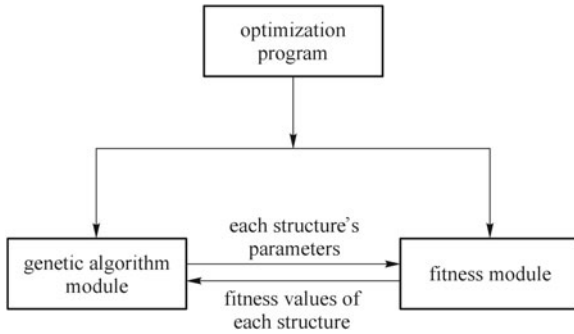 optimization
program
each structure's
parameters
genetic algorithm
module
fitness module
fitness values of
each structure